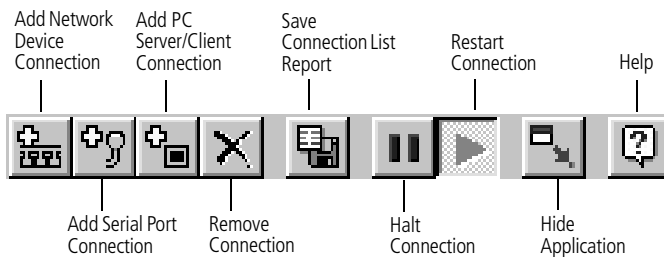 Add Network
Device
Connection
Add PC
Server/Client
Connection
Save
Connection List
Report
Restart
Connection
Help
?
Add Serial Port
Connection
Remove
Connection
Halt
Connection
Hide
Application